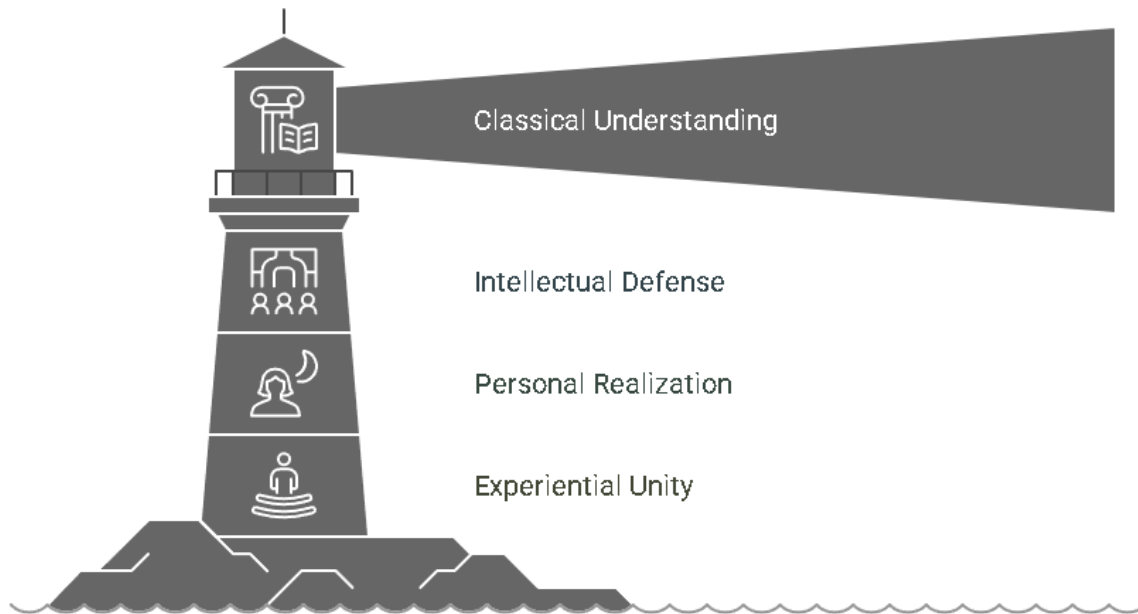 Classical Understanding
Intellectual Defense
Personal Realization
Experiential Unity